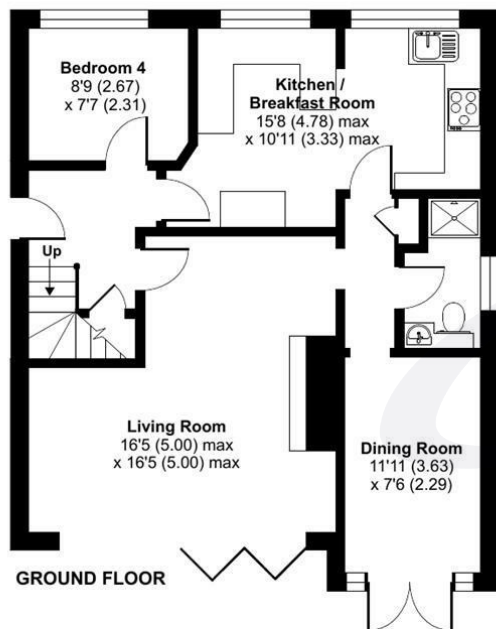 Bedroom 4
8'9 (2.67)
x 7'7 (2.31)
Kitchen /
Breakfast Room
15'8 (4.78) max
x 10'11 (3.33) max
Up
Living Room
16'5 (5.00) max
x 16'5 (5.00) max
Dining Room
11'11 (3.63)
x 7'6 (2.29)
GROUND FLOOR